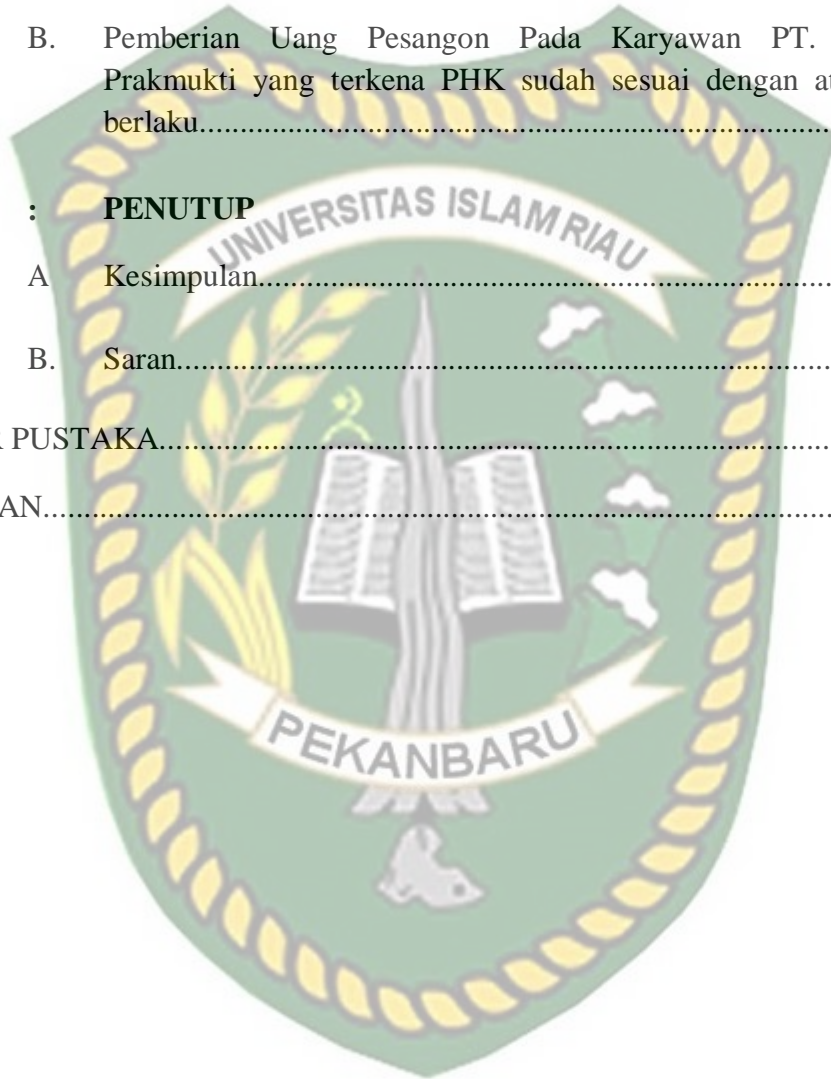 B. Pemberian Uang Pesangon Pada Karyawan PT.
Prakmukti yang terkena PHK sudah sesuai dengan
berlaku.....................................................................
: PENUTUP
UNIVERSITAS ISLAM RIAU
A Kesimpulan.....................................................................
B. Saran.....................................................................
PUSTAKA.....................................................................
AN.....................................................................
PEKANBARU